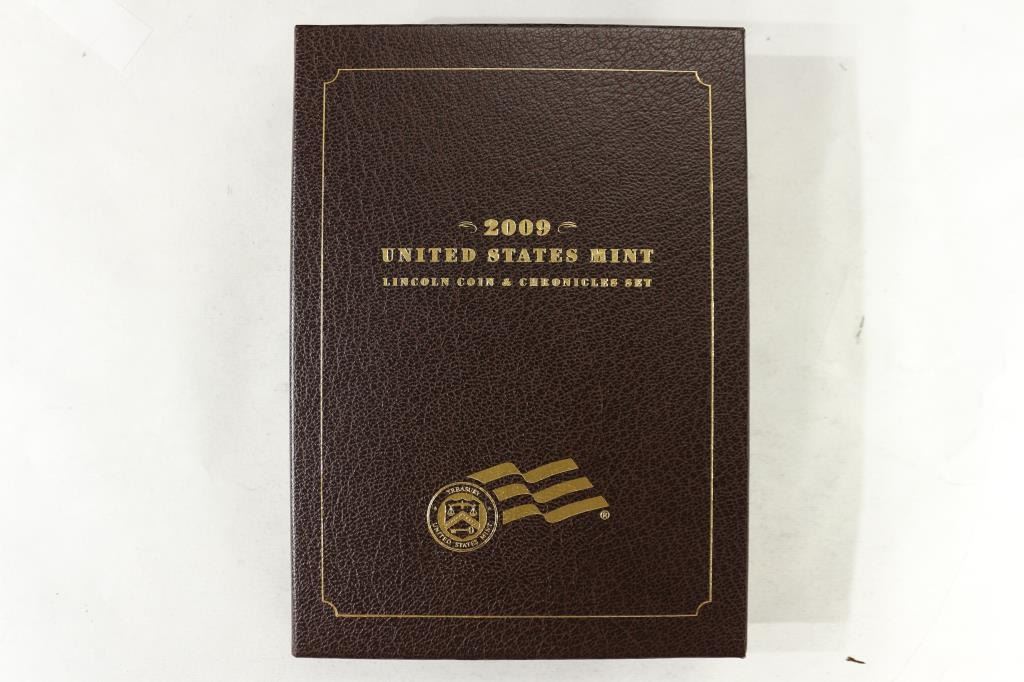 2009
UNITED STATES MINT
LINCOLN COIN & CHRONICLES SET
TREASURY
UNITED STATES MINT
®